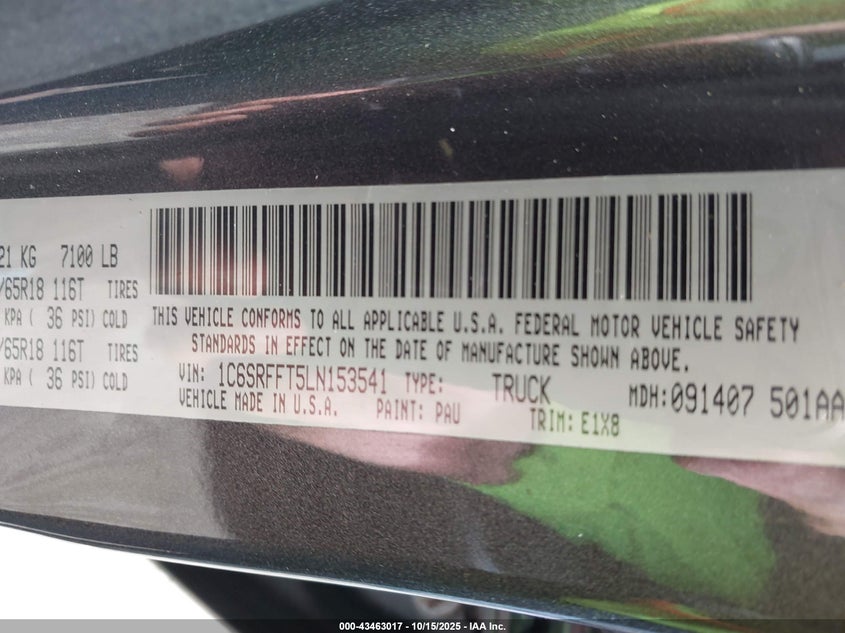 21 KG 7100 LB
/65R18 116T TIRES
KPA ( 36 PSI) COLD
/65R18 116T TIRES
KPA ( 36 PSI) COLD
THIS VEHICLE CONFORMS TO ALL APPLICABLE U.S.A. FEDERAL MOTOR VEHICLE SAFETY
STANDARDS IN EFFECT ON THE DATE OF MANUFACTURE SHOWN ABOVE.
VIN: 1C6SRFFT5LN153541 TYPE: TRUCK MDH:091407 501AA
VEHICLE MADE IN U.S.A. PAINT: PAU TRIM: E1X8
000-43463017 - 10/15/2025 - IAA Inc.